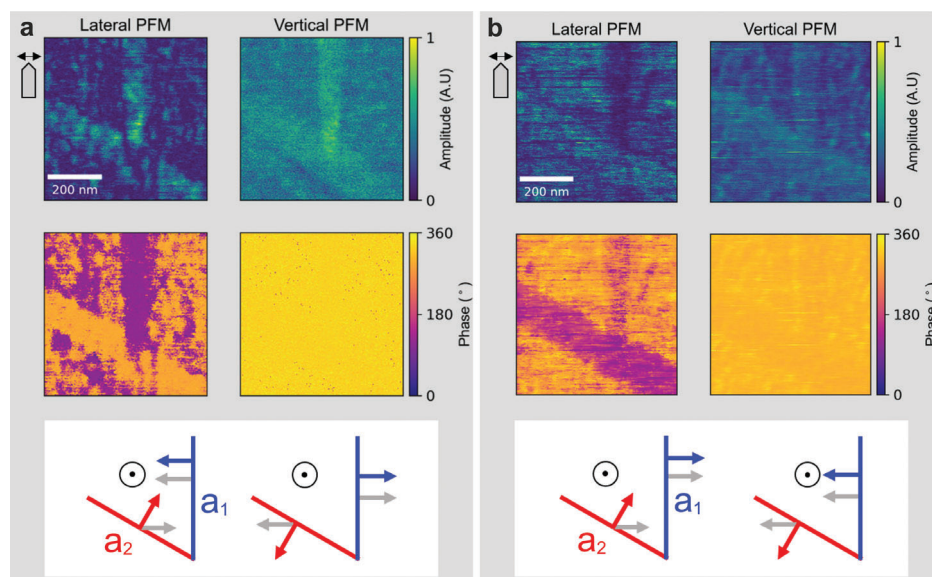 a
Lateral PFM
Vertical PFM
1
Amplitude (A.U)
0
200 nm
360
Phase (°)
180
0
a₁
a₂
b
Lateral PFM
Vertical PFM
1
Amplitude (A.U)
0
200 nm
360
Phase (°)
180
0
a₁
a₂